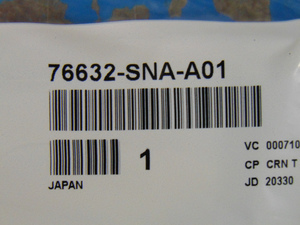 76632-SNA-A01
1
VC 000710
CP CRN T
JD 20330
JAPAN